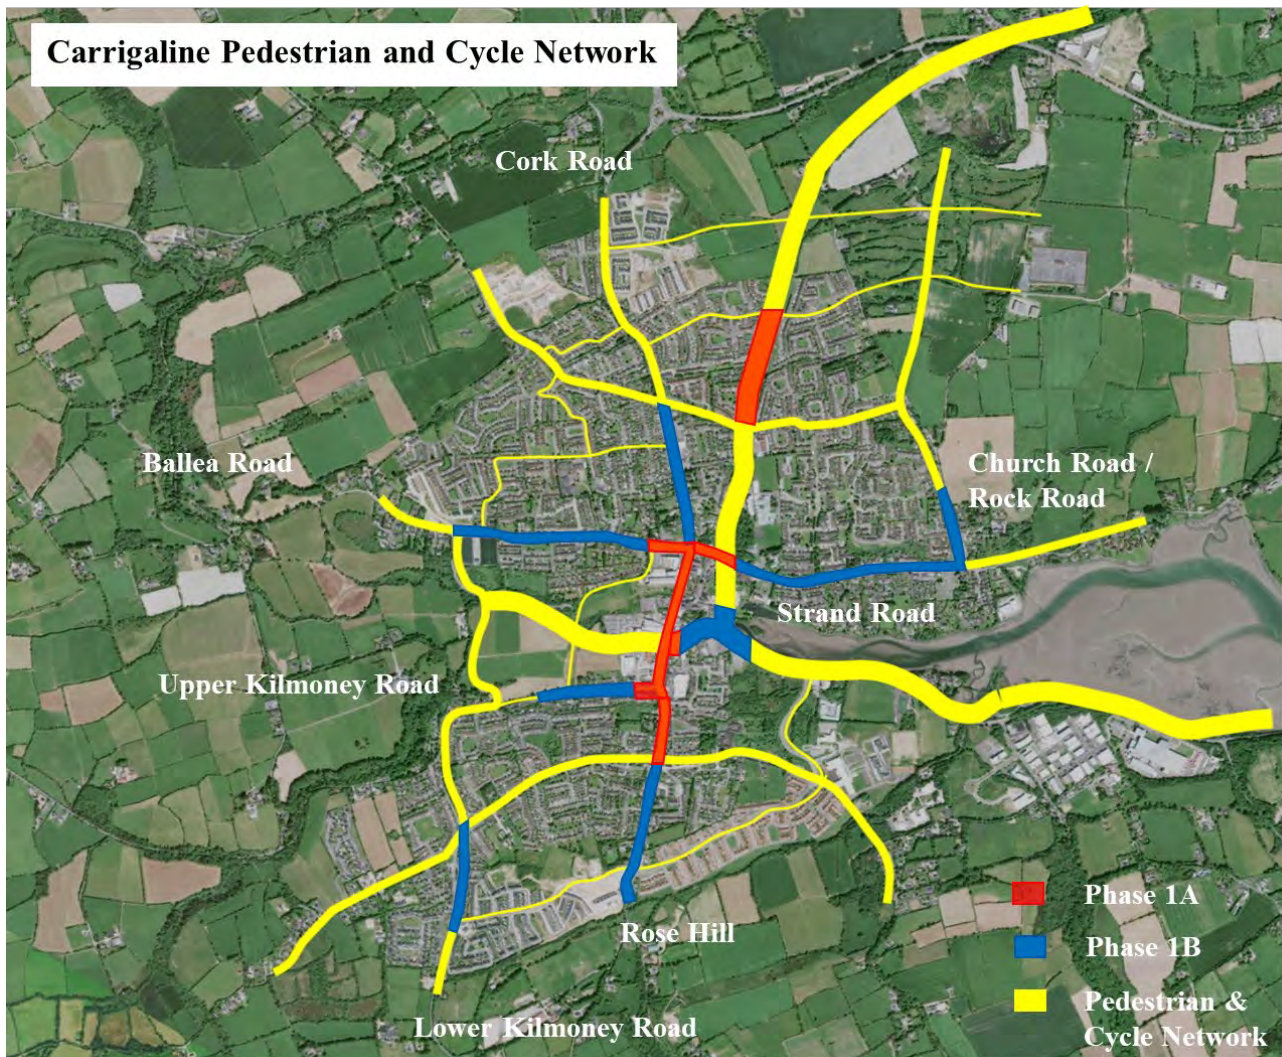 Carrigaline Pedestrian and Cycle Network
Cork Road
Ballea Road
Church Road /
Rock Road
Strand Road
Upper Kilmoney Road
Phase 1A
Rose Hill
Phase 1B
Pedestrian &
Cycle Network
Lower Kilmoney Road